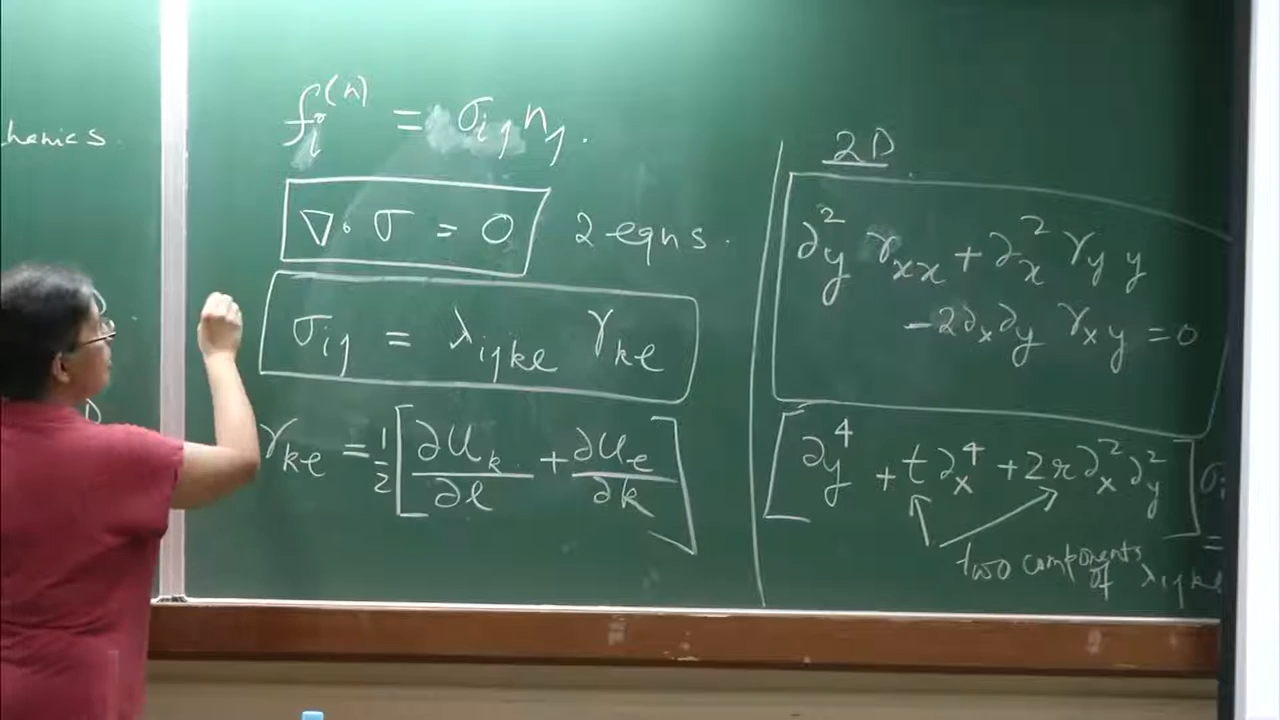 hanics.
f_i^(n) = σ_ij n_j.
∇·σ = 0 2 eqns.
σ_ij = λ_ijkl γ_kl
γ_kl = 1/2 [∂u_k/∂l + ∂u_l/∂k]
2D
∂_y^2 γ_xx + ∂_x^2 γ_yy
-2∂_x∂_y γ_xy = 0
[∂_y^4 + t∂_x^4 + 2r∂_x^2∂_y^2] σ_i
=
two components
of λ_ijkl